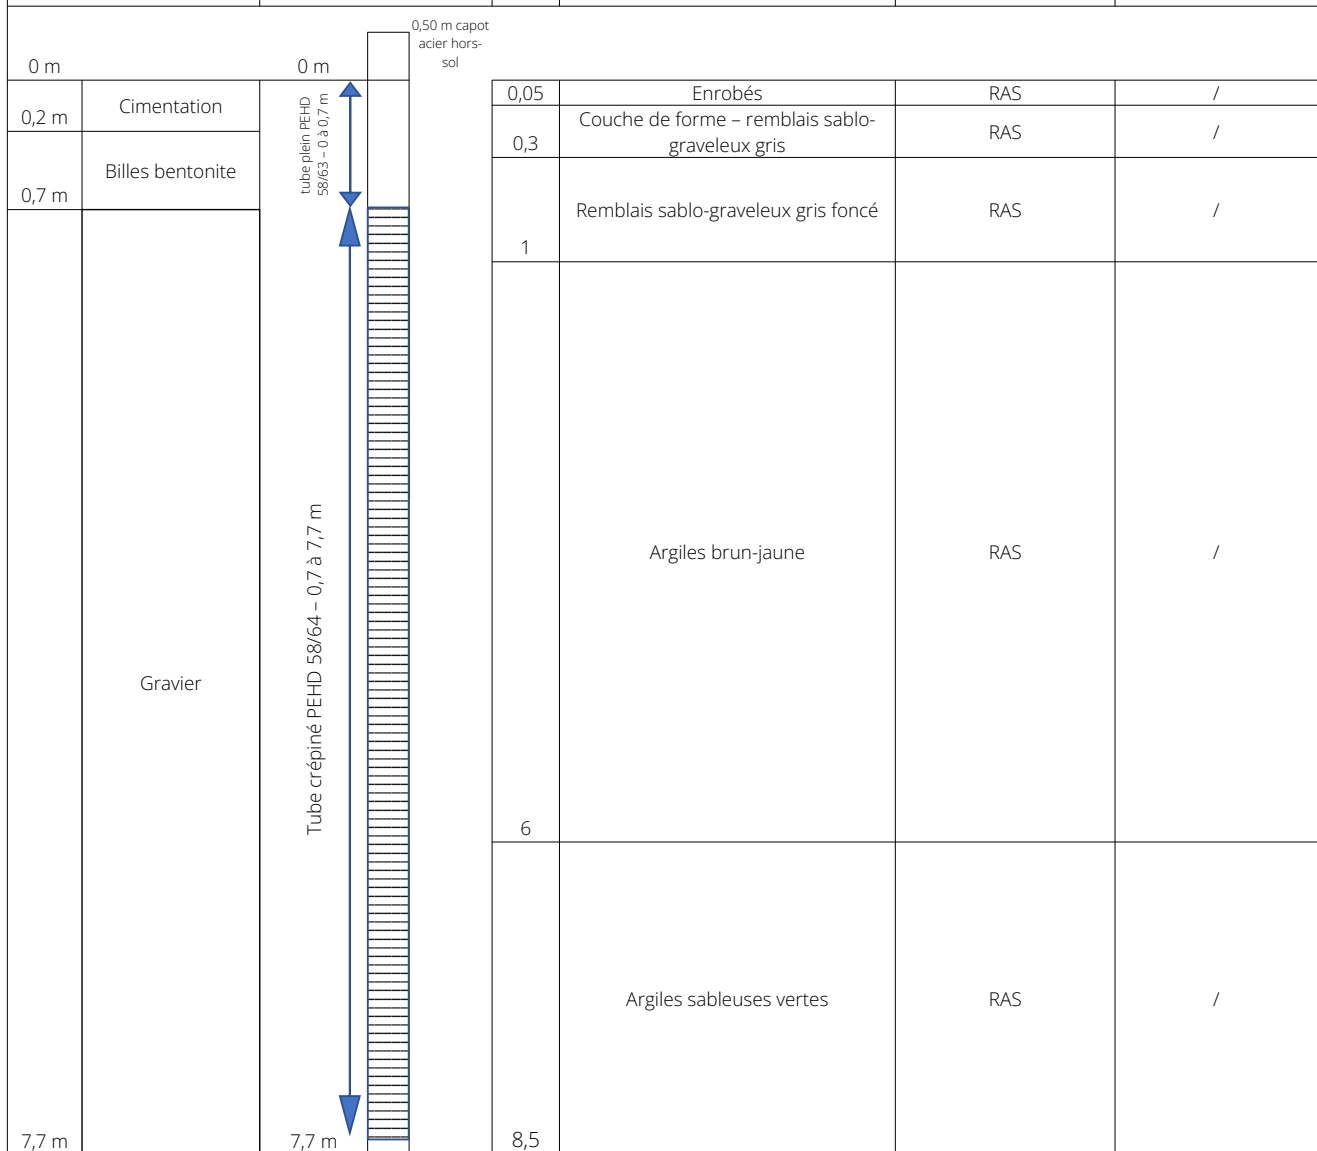 0,50 m capot
acier hors-
sol
0 m
0 m
Cimentation
0,2 m
Billes bentonite
0,7 m
tube plein PEHD
58/63 – 0 à 0,7 m
Gravier
Tube crépiné PEHD 58/64 – 0,7 à 7,7 m
7,7 m
7,7 m
0,05
Enrobés
RAS
/
Couche de forme – remblais sablo-
graveleux gris
0,3
RAS
/
Remblais sablo-graveleux gris foncé
RAS
/
1
Argiles brun-jaune
RAS
/
6
Argiles sableuses vertes
RAS
/
8,5